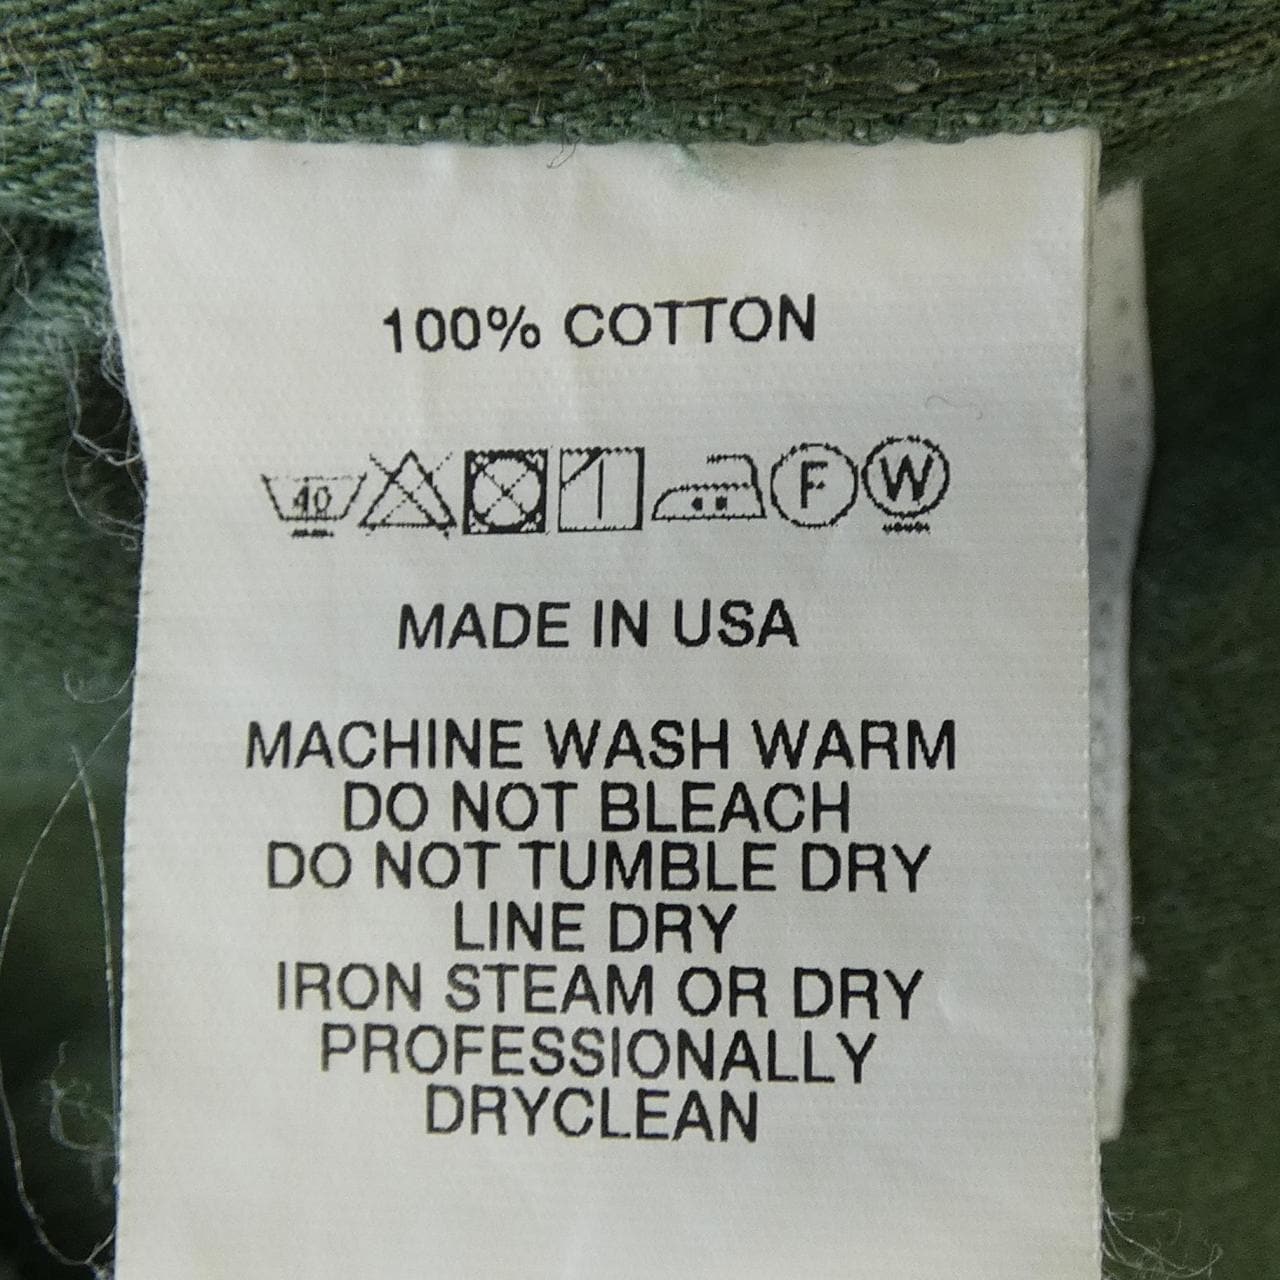 100% COTTON
40 F W
MADE IN USA
MACHINE WASH WARM
DO NOT BLEACH
DO NOT TUMBLE DRY
LINE DRY
IRON STEAM OR DRY
PROFESSIONALLY
DRYCLEAN